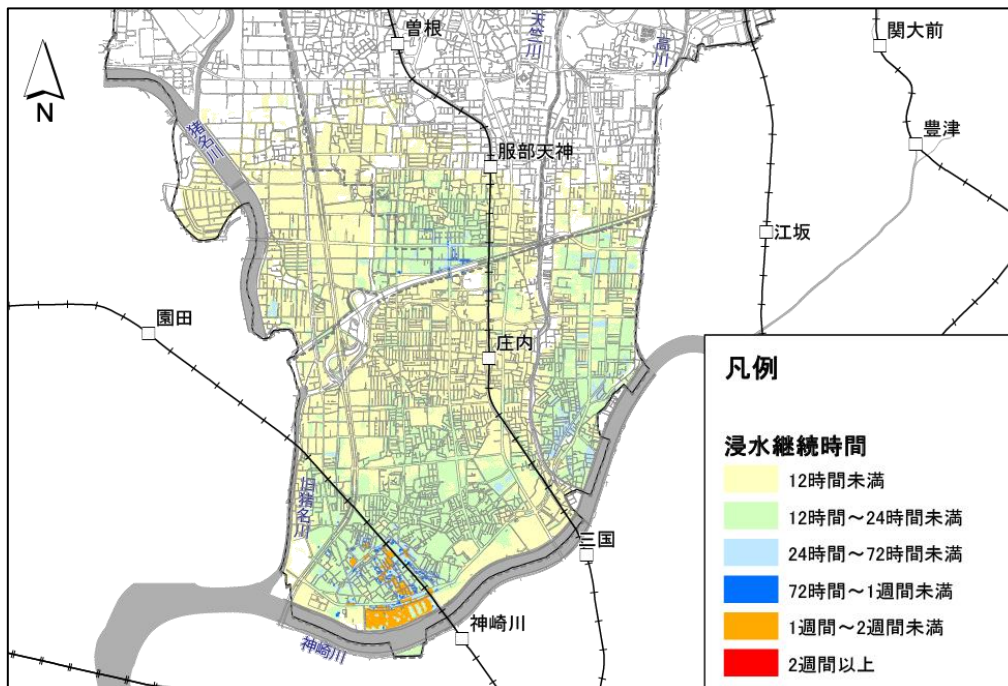 曽根
天竺川
高川
関大前
N
猪名川
豊津
服部天神
江坂
園田
庄内
凡例
浸水継続時間
12時間未満
12時間～24時間未満
24時間～72時間未満
72時間～1週間未満
1週間～2週間未満
2週間以上
旧猪名川
三国
神崎川
神崎川